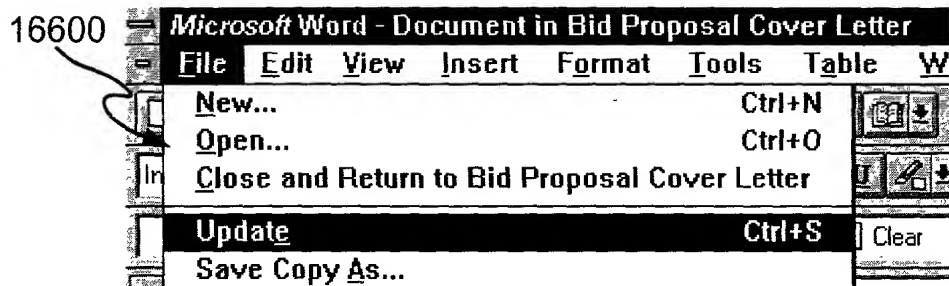 16600
Microsoft Word - Document in Bid Proposal Cover Letter
File Edit View Insert Format Tools Table W
New... Ctrl+N
Open... Ctrl+O
In
Close and Return to Bid Proposal Cover Letter
U
Update Ctrl+S
Clear
Save Copy As...